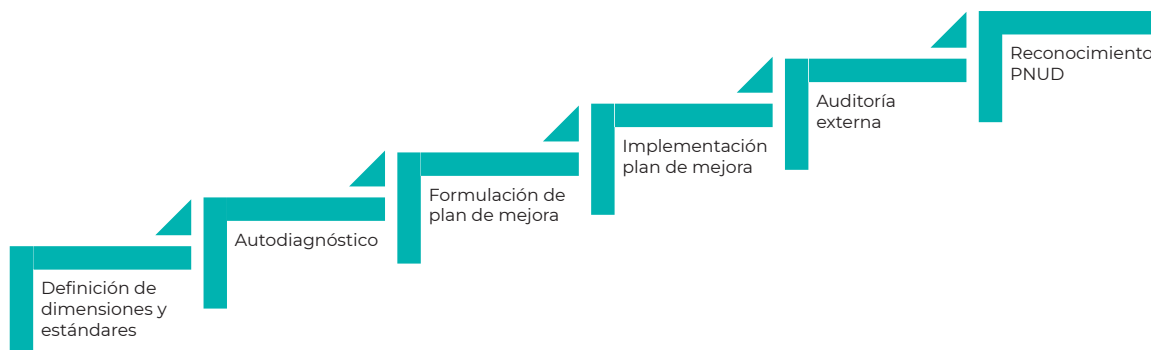 Definición de
dimensiones y
estándares
Autodiagnóstico
Formulación de
plan de mejora
Implementación
plan de mejora
Auditoría
externa
Reconocimiento
PNUD